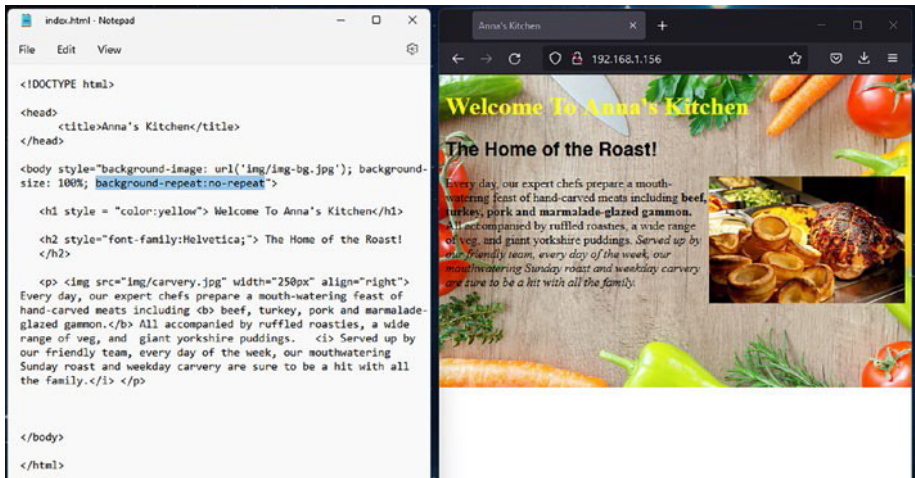 index.html - Notepad
File Edit View
<!DOCTYPE html>
<head>
<title>Anna's Kitchen</title>
</head>
<body style="background-image: url('img/img-bg.jpg'); background-
size: 100%; background-repeat:no-repeat">
<h1 style = "color:yellow"> Welcome To Anna's Kitchen</h1>
<h2 style="font-family:Helvetica;"> The Home of the Roast!
</h2>
<p> <img src="img/carvery.jpg" width="250px" align="right">
Every day, our expert chefs prepare a mouth-watering feast of
hand-carved meats including <b> beef, turkey, pork and marmalade-
glazed gammon.</b> All accompanied by ruffled roasties, a wide
range of veg, and giant yorkshire puddings. <i> Served up by
our friendly team, every day of the week, our mouthwatering
Sunday roast and weekday carvery are sure to be a hit with all
the family.</i> </p>
</body>
</html>
Anna's Kitchen
192.168.1.156
Welcome To Anna's Kitchen
The Home of the Roast!
Every day, our expert chefs prepare a mouth-
watering feast of hand-carved meats including beef,
turkey, pork and marmalade-glazed gammon.
All accompanied by ruffled roasties, a wide range
of veg, and giant yorkshire puddings. Served up by
our friendly team, every day of the week, our
mouthwatering Sunday roast and weekday carvery
are sure to be a hit with all the family.